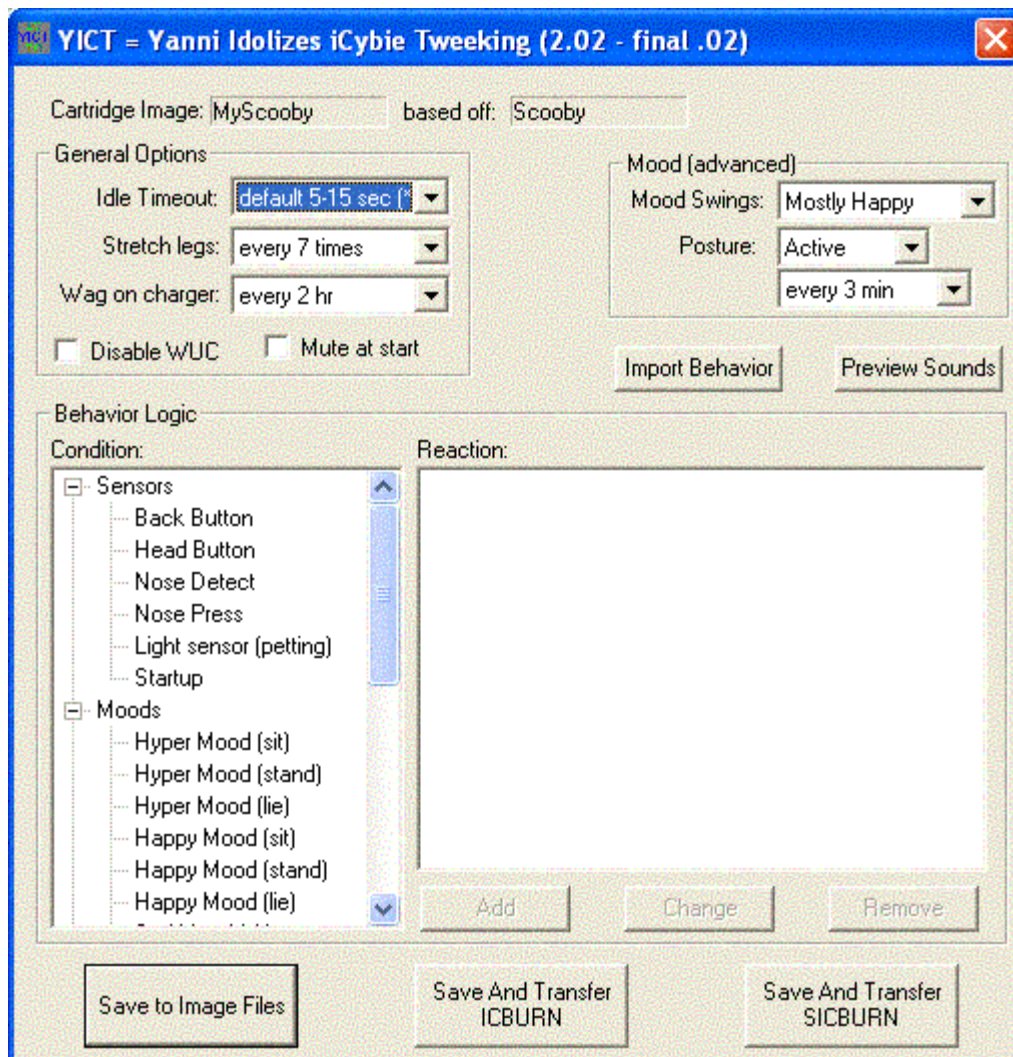 YICT YICT = Yanni Idolizes iCybie Tweeking (2.02 - final .02)
Cartridge Image: MyScooby based off: Scooby
General Options
Idle Timeout: default 5-15 sec (*
Stretch legs: every 7 times
Wag on charger: every 2 hr
Disable WUC Mute at start
Mood (advanced)
Mood Swings: Mostly Happy
Posture: Active
every 3 min
Import Behavior Preview Sounds
Behavior Logic
Condition: Reaction:
Sensors
Back Button
Head Button
Nose Detect
Nose Press
Light sensor (petting)
Startup
Moods
Hyper Mood (sit)
Hyper Mood (stand)
Hyper Mood (lie)
Happy Mood (sit)
Happy Mood (stand)
Happy Mood (lie)
Add Change Remove
Save to Image Files
Save And Transfer
ICBURN
Save And Transfer
SICBURN